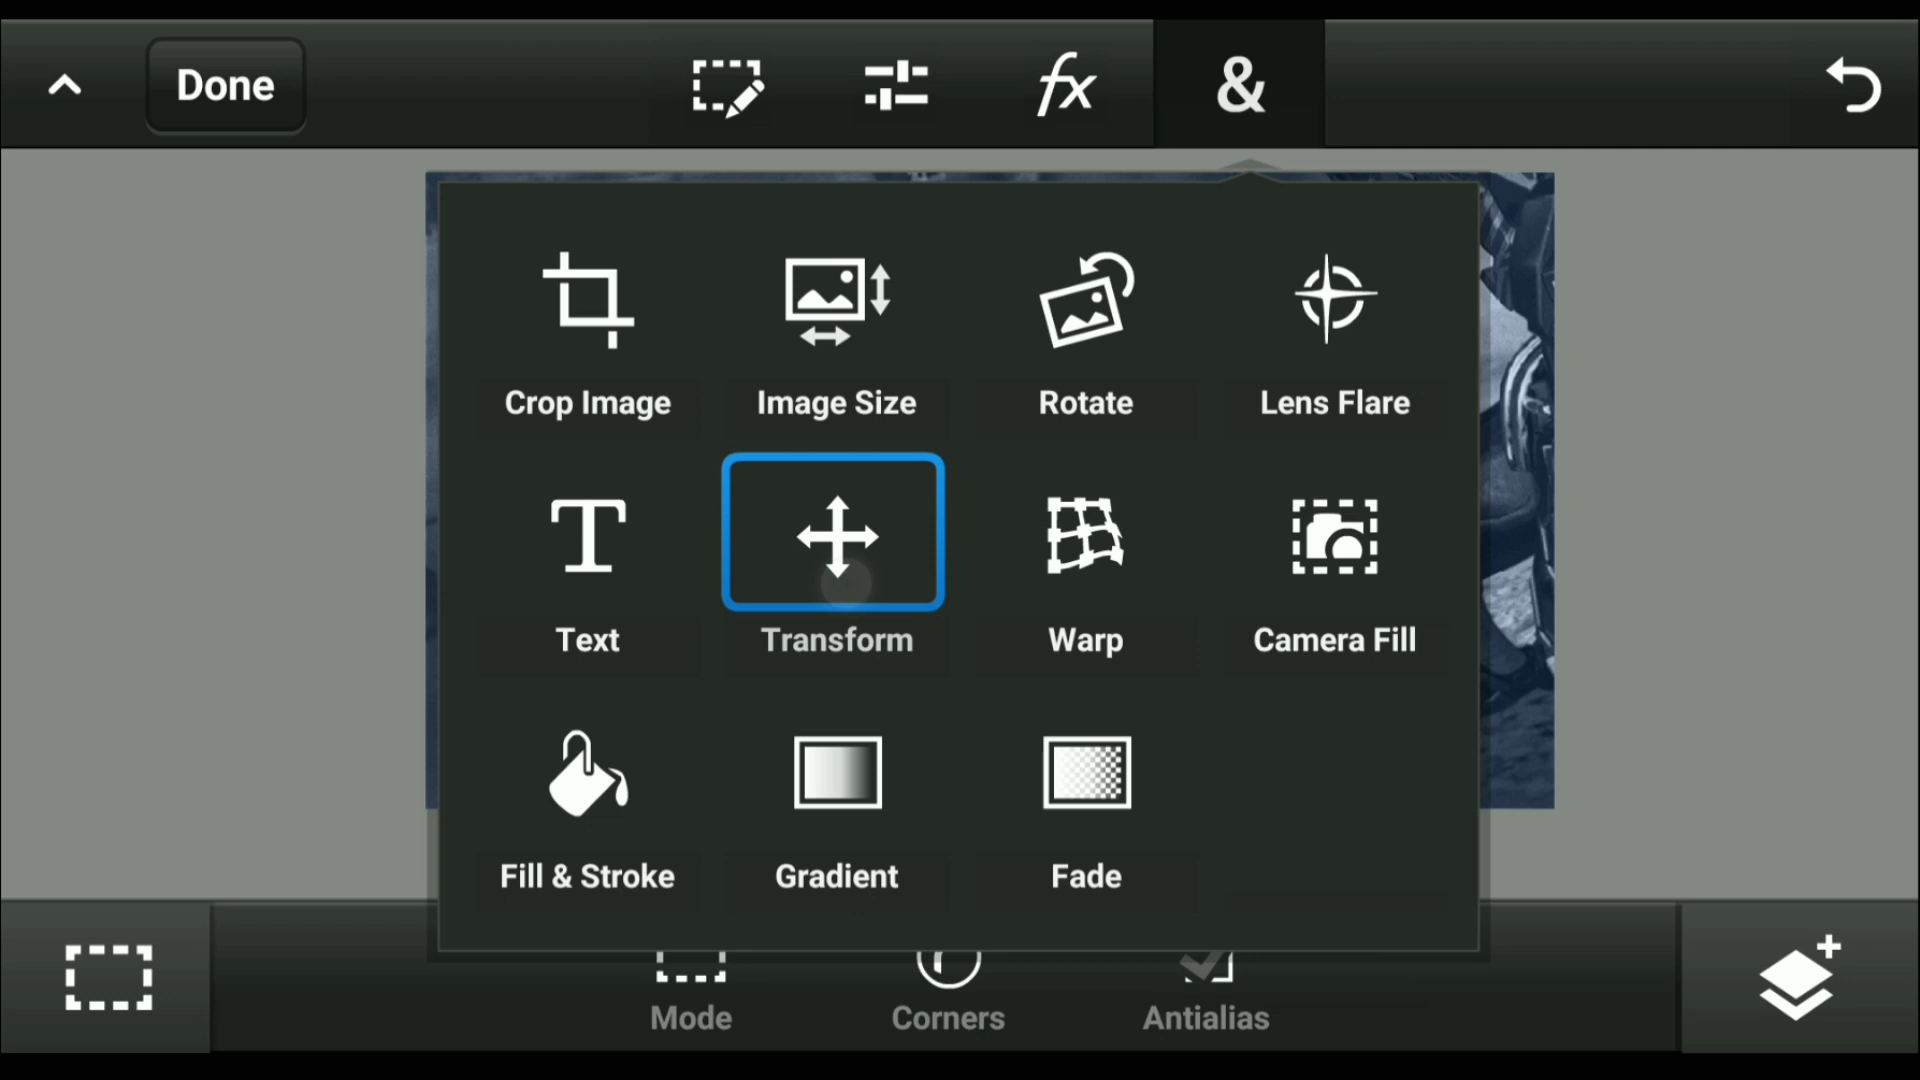 Done
fx
&
Crop Image
Image Size
Rotate
Lens Flare
Text
Transform
Warp
Camera Fill
Fill & Stroke
Gradient
Fade
Mode
Corners
Antialias